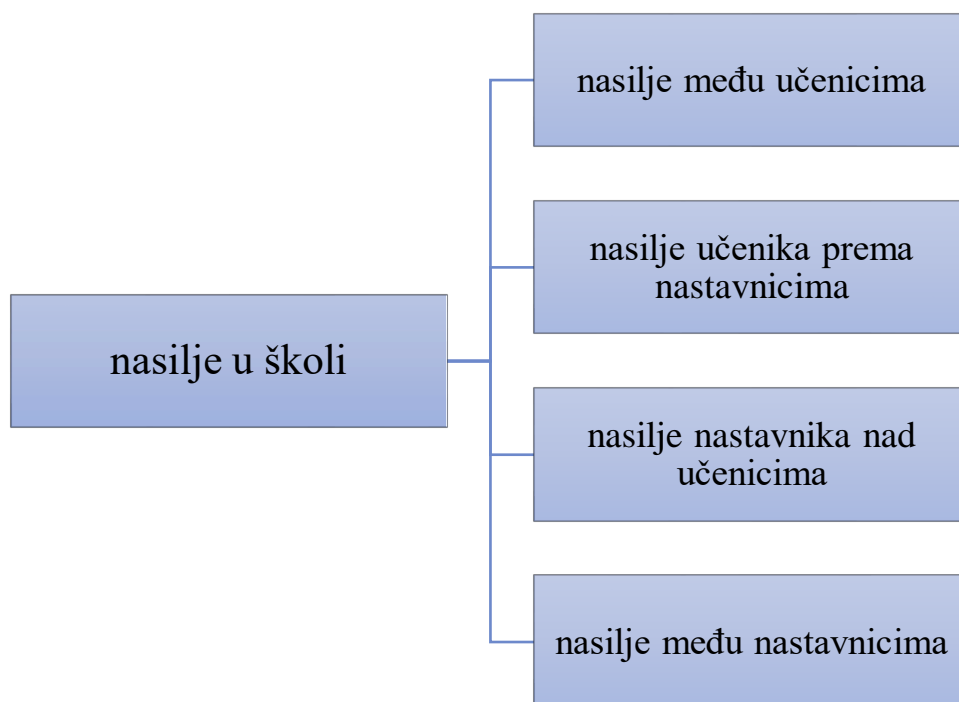 nasilje u školi
nasilje među učenicima
nasilje učenika prema
nastavnicima
nasilje nastavnika nad
učenicima
nasilje među nastavnicima